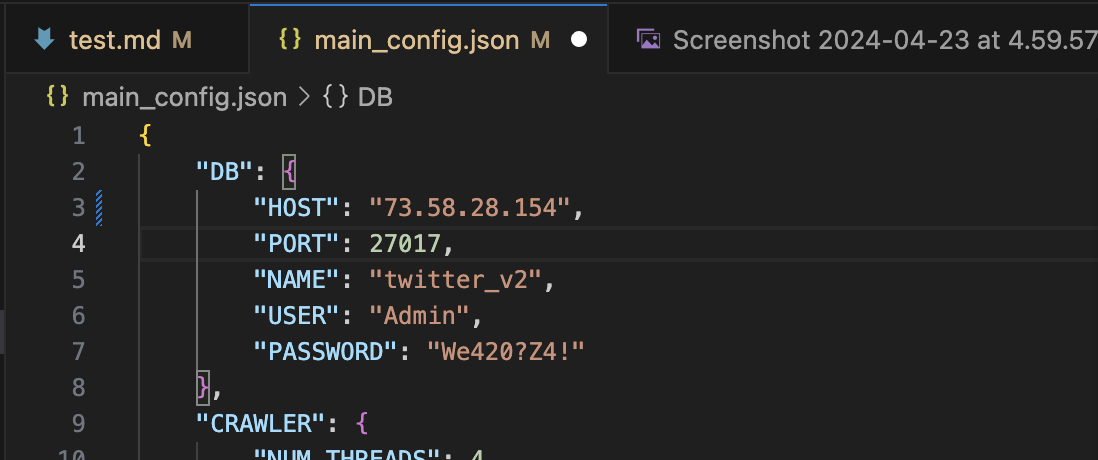 test.md M
{} main_config.json M
Screenshot 2024-04-23 at 4.59.57
{} main_config.json > {} DB
1 {
2 "DB": {
3 "HOST": "73.58.28.154",
4 "PORT": 27017,
5 "NAME": "twitter_v2",
6 "USER": "Admin",
7 "PASSWORD": "We420?Z4!"
8 },
9 "CRAWLER": {
10 "NUM_THREADS": 4